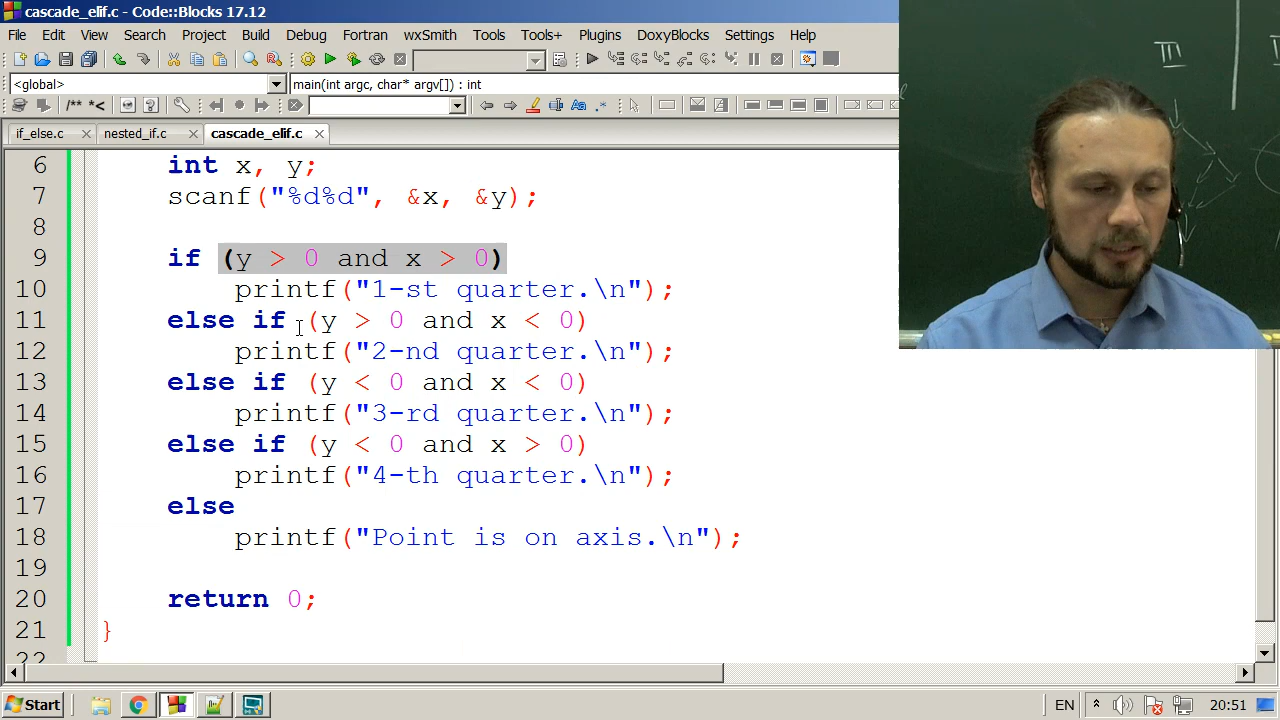 cascade_elif.c - Code::Blocks 17.12
File Edit View Search Project Build Debug Fortran wxSmith Tools Tools+ Plugins DoxyBlocks Settings Help
<global> main(int argc, char* argv[]) : int
/** *<
if_else.c nested_if.c cascade_elif.c
6 int x, y;
7 scanf("%d%d", &x, &y);
8
9 if (y > 0 and x > 0)
10 printf("1-st quarter.\n");
11 else if (y > 0 and x < 0)
12 printf("2-nd quarter.\n");
13 else if (y < 0 and x < 0)
14 printf("3-rd quarter.\n");
15 else if (y < 0 and x > 0)
16 printf("4-th quarter.\n");
17 else
18 printf("Point is on axis.\n");
19
20 return 0;
21 }
22
III
Start EN 20:51